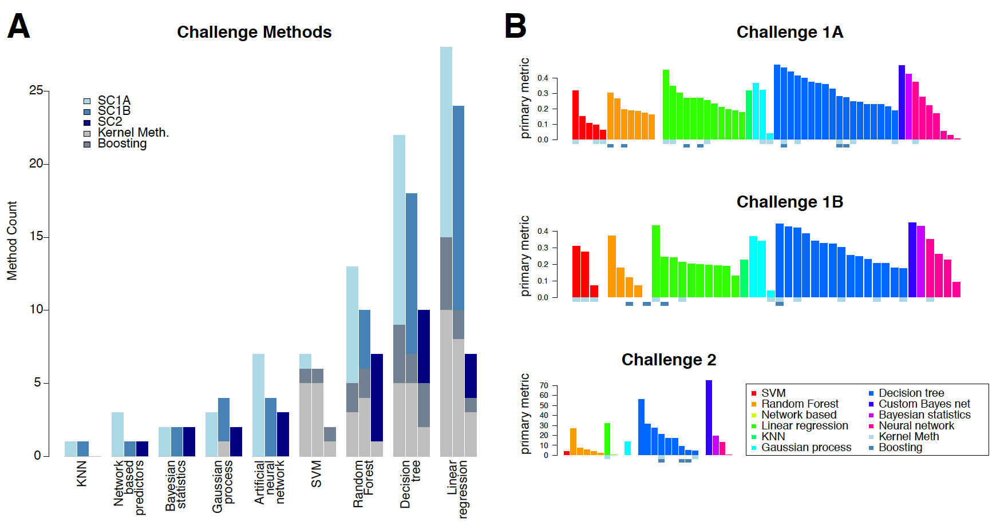 A
Challenge Methods
Method Count
25
20
15
10
5
0
SC1A
SC1B
SC2
Kernel Meth.
Boosting
KNN
Network
based
predictors
Bayesian
statistics
Gaussian
process
Artificial
neural
network
SVM
Random
Forest
Decision
tree
Linear
regression
B
Challenge 1A
primary metric
0.4
0.3
0.2
0.1
0.0
Challenge 1B
primary metric
0.4
0.3
0.2
0.1
0.0
Challenge 2
primary metric
70
60
50
40
30
20
10
0
SVM
Random Forest
Network based
Linear regression
KNN
Gaussian process
Decision tree
Custom Bayes net
Bayesian statistics
Neural network
Kernel Meth
Boosting